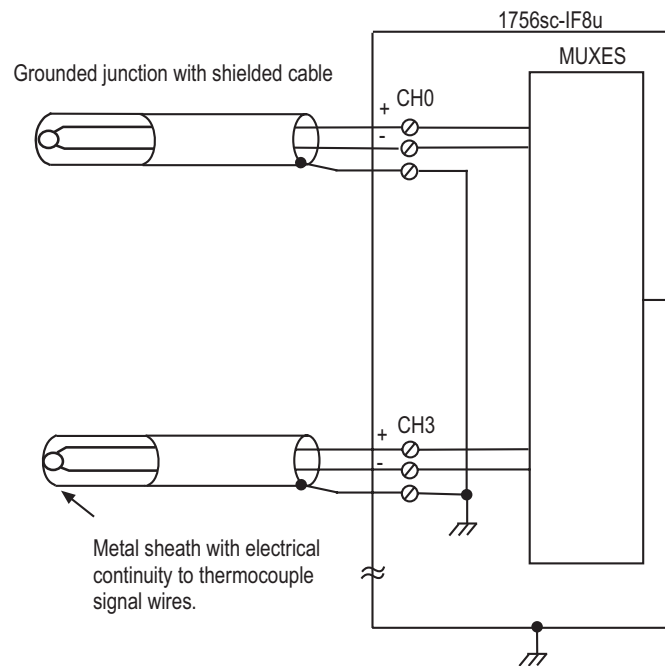 1756sc-IF8u
MUXES
Grounded junction with shielded cable
+ CH0
-
+ CH3
-
Metal sheath with electrical
continuity to thermocouple
signal wires.